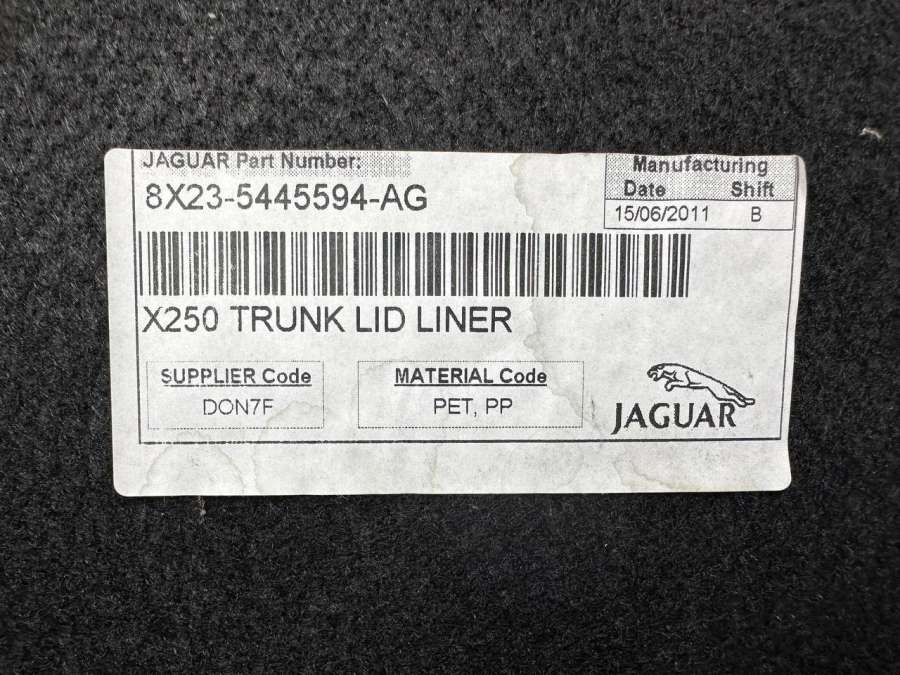 JAGUAR Part Number:
8X23-5445594-AG
Manufacturing
Date Shift
15/06/2011 B
X250 TRUNK LID LINER
SUPPLIER Code
DON7F
MATERIAL Code
PET, PP
JAGUAR